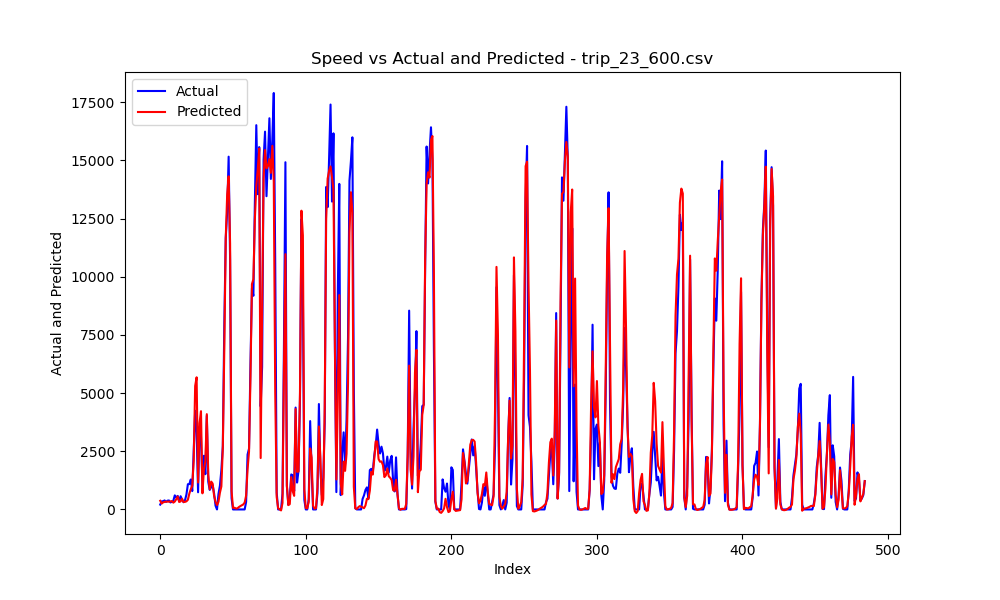 Speed vs Actual and Predicted - trip_23_600.csv
Actual
Predicted
17500
15000
12500
10000
7500
5000
2500
0
Actual and Predicted
0
100
200
300
400
500
Index